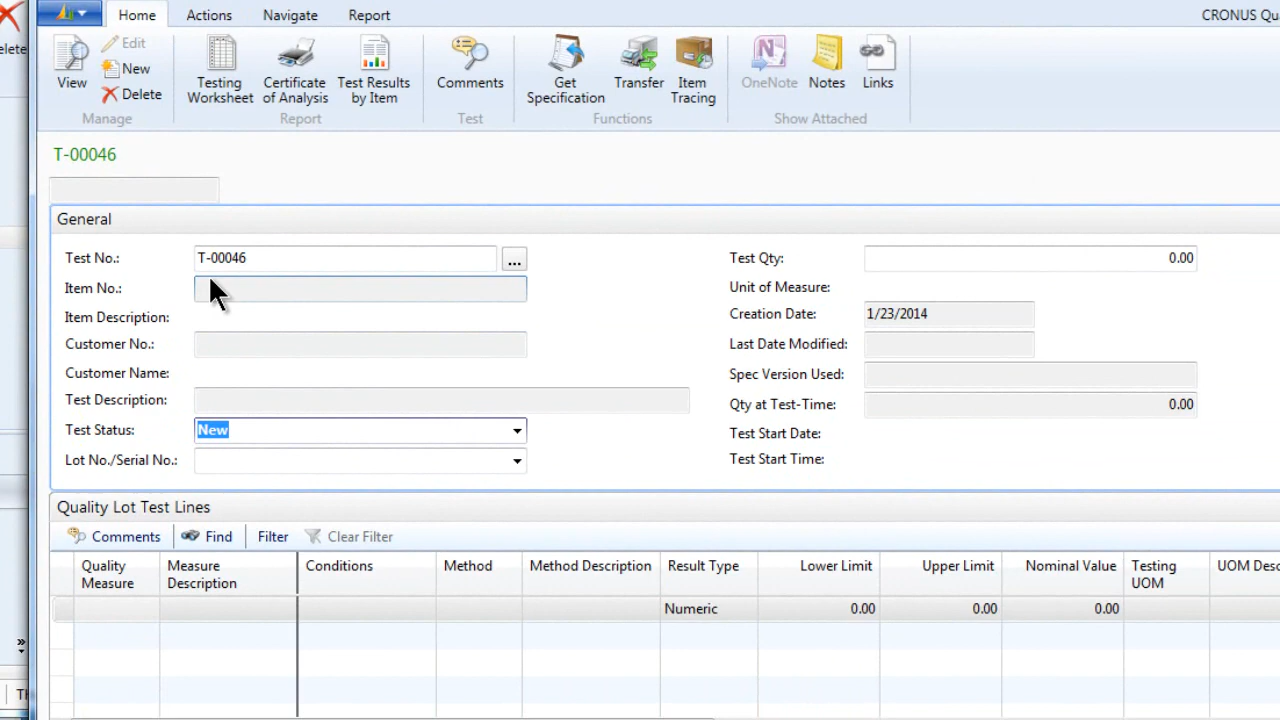 Home Actions Navigate Report CRONUS Qu
View Edit New Delete
Testing Worksheet
Certificate of Analysis
Test Results by Item
Comments
Get Specification
Transfer
Item Tracing
OneNote
Notes
Links
Manage Report Test Functions Show Attached
elete
T-00046
General
Test No.: T-00046 ...
Item No.:
Item Description:
Customer No.:
Customer Name:
Test Description:
Test Status: New
Lot No./Serial No.:
Test Qty: 0.00
Unit of Measure:
Creation Date: 1/23/2014
Last Date Modified:
Spec Version Used:
Qty at Test-Time: 0.00
Test Start Date:
Test Start Time:
Quality Lot Test Lines
Comments Find Filter Clear Filter
Quality Measure
Measure Description
Conditions
Method
Method Description
Result Type
Lower Limit
Upper Limit
Nominal Value
Testing UOM
UOM Desc
Numeric 0.00 0.00 0.00
»
Th